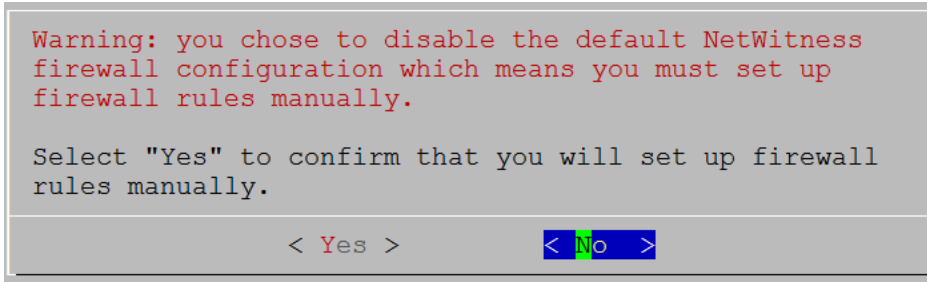 Warning: you chose to disable the default NetWitness
firewall configuration which means you must set up
firewall rules manually.
Select "Yes" to confirm that you will set up firewall
rules manually.
< Yes > < No >